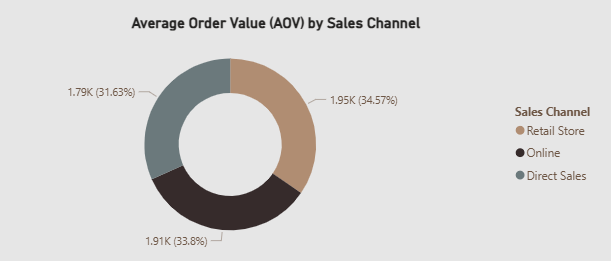 Average Order Value (AOV) by Sales Channel
1.79K (31.63%)
1.95K (34.57%)
1.91K (33.8%)
Sales Channel
Retail Store
Online
Direct Sales